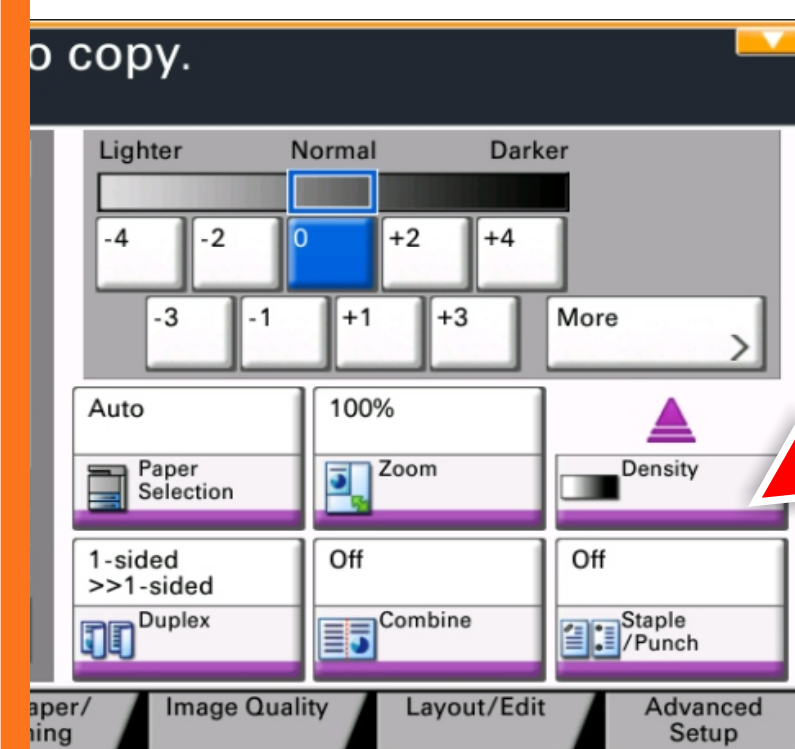 o copy.
Lighter Normal Darker
-4 -2 0 +2 +4
-3 -1 +1 +3 More
Auto 100%
Paper
Selection
Zoom
Density
1-sided
>>1-sided
Off
Off
Duplex
Combine
Staple
/Punch
aper/
ning
Image Quality
Layout/Edit
Advanced
Setup